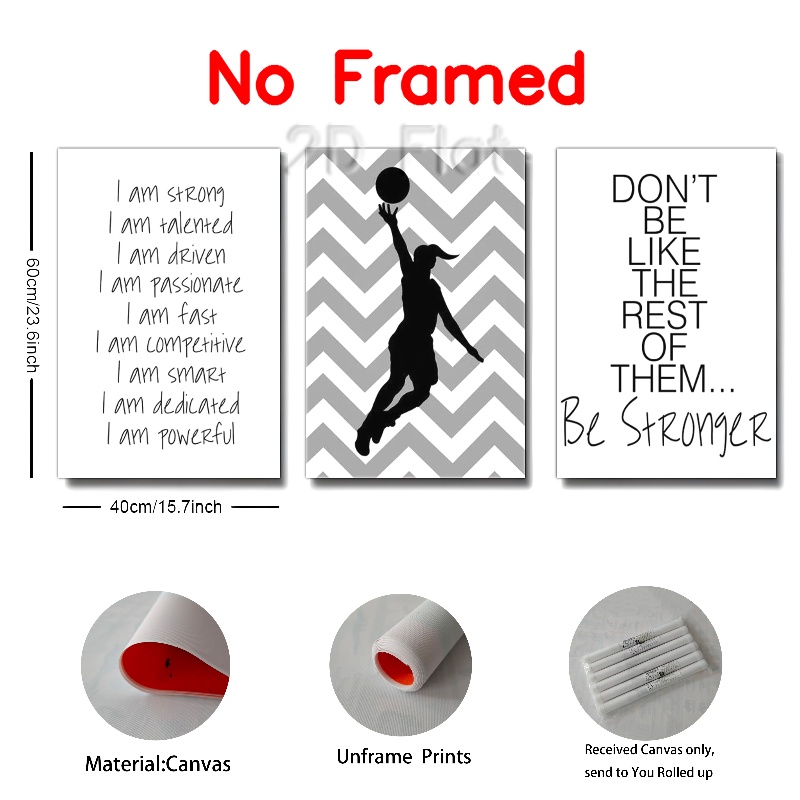 No Framed
2D Flat
I am strong
I am talented
I am driven
I am passionate
I am fast
I am competitive
I am smart
I am dedicated
I am powerful
DON'T
BE
LIKE
THE
REST
OF
THEM...
Be Stronger
60cm/23.6inch
40cm/15.7inch
Material:Canvas
Unframe Prints
Received Canvas only,
send to You Rolled up